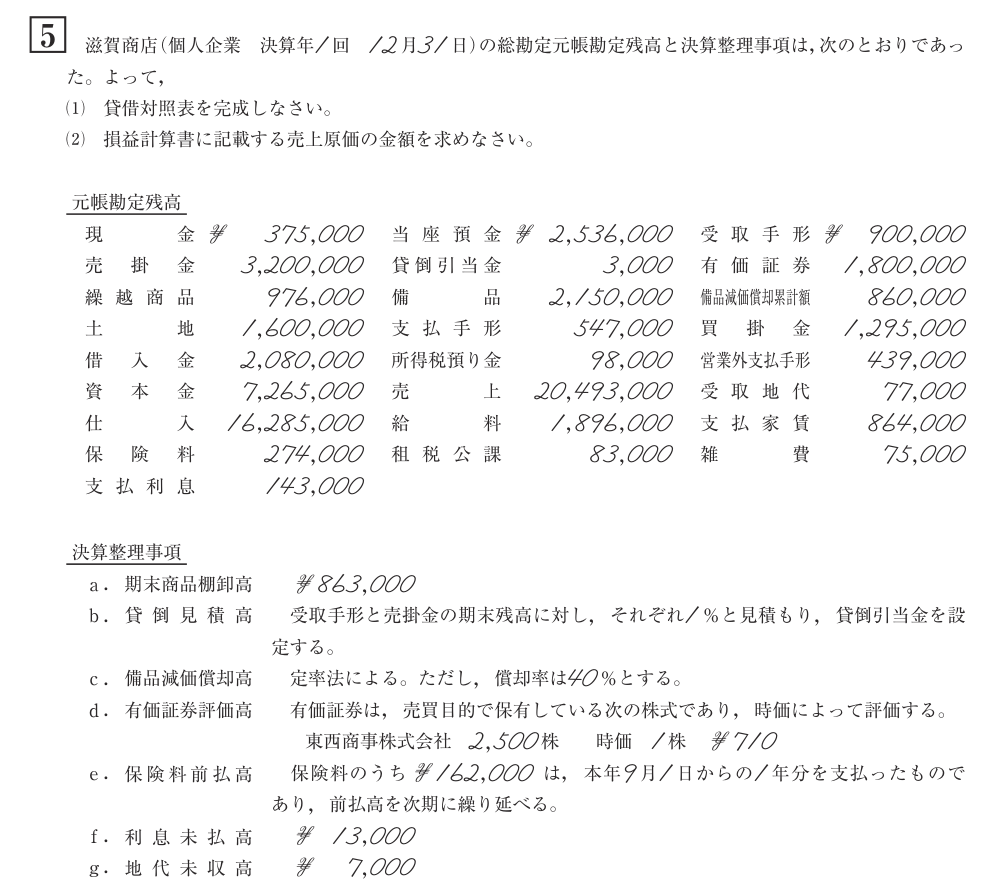 5 滋賀商店(個人企業 決算年1回 12月31日)の総勘定元帳勘定残高と決算整理事項は,次のとおりであっ
た。よって,
⑴ 貸借対照表を完成しなさい。
⑵ 損益計算書に記載する売上原価の金額を求めなさい。
元帳勘定残高
現金 ¥ 375,000 当座預金 ¥ 2,536,000 受取手形 ¥ 900,000
売掛金 3,200,000 貸倒引当金 3,000 有価証券 1,800,000
繰越商品 976,000 備品 2,150,000 備品減価償却累計額 860,000
土地 1,600,000 支払手形 547,000 買掛金 1,295,000
借入金 2,080,000 所得税預り金 98,000 営業外支払手形 439,000
資本金 7,265,000 売上 20,493,000 受取地代 77,000
仕入 16,285,000 給料 1,896,000 支払家賃 864,000
保険料 274,000 租税公課 83,000 雑費 75,000
支払利息 143,000
決算整理事項
a.期末商品棚卸高 ¥863,000
b.貸倒見積高 受取手形と売掛金の期末残高に対し,それぞれ1%と見積もり,貸倒引当金を設
定する。
c.備品減価償却高 定率法による。ただし,償却率は40%とする。
d.有価証券評価高 有価証券は,売買目的で保有している次の株式であり,時価によって評価する。
東西商事株式会社 2,500株 時価 1株 ¥710
e.保険料前払高 保険料のうち¥162,000は,本年9月1日からの1年分を支払ったもので
あり,前払高を次期に繰り延べる。
f.利息未払高 ¥ 13,000
g.地代未収高 ¥ 7,000